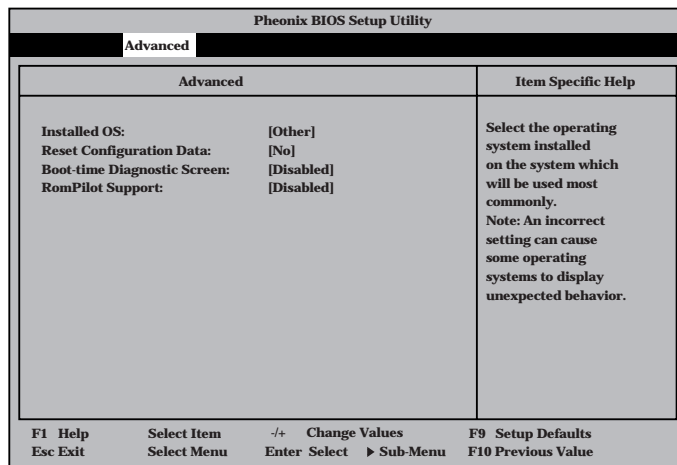 Pheonix BIOS Setup Utility
Advanced
Advanced
Item Specific Help
Installed OS: [Other]
Reset Configuration Data: [No]
Boot-time Diagnostic Screen: [Disabled]
RomPilot Support: [Disabled]
Select the operating
system installed
on the system which
will be used most
commonly.
Note: An incorrect
setting can cause
some operating
systems to display
unexpected behavior.
F1 Help Select Item -/+ Change Values F9 Setup Defaults
Esc Exit Select Menu Enter Select ▶ Sub-Menu F10 Previous Value